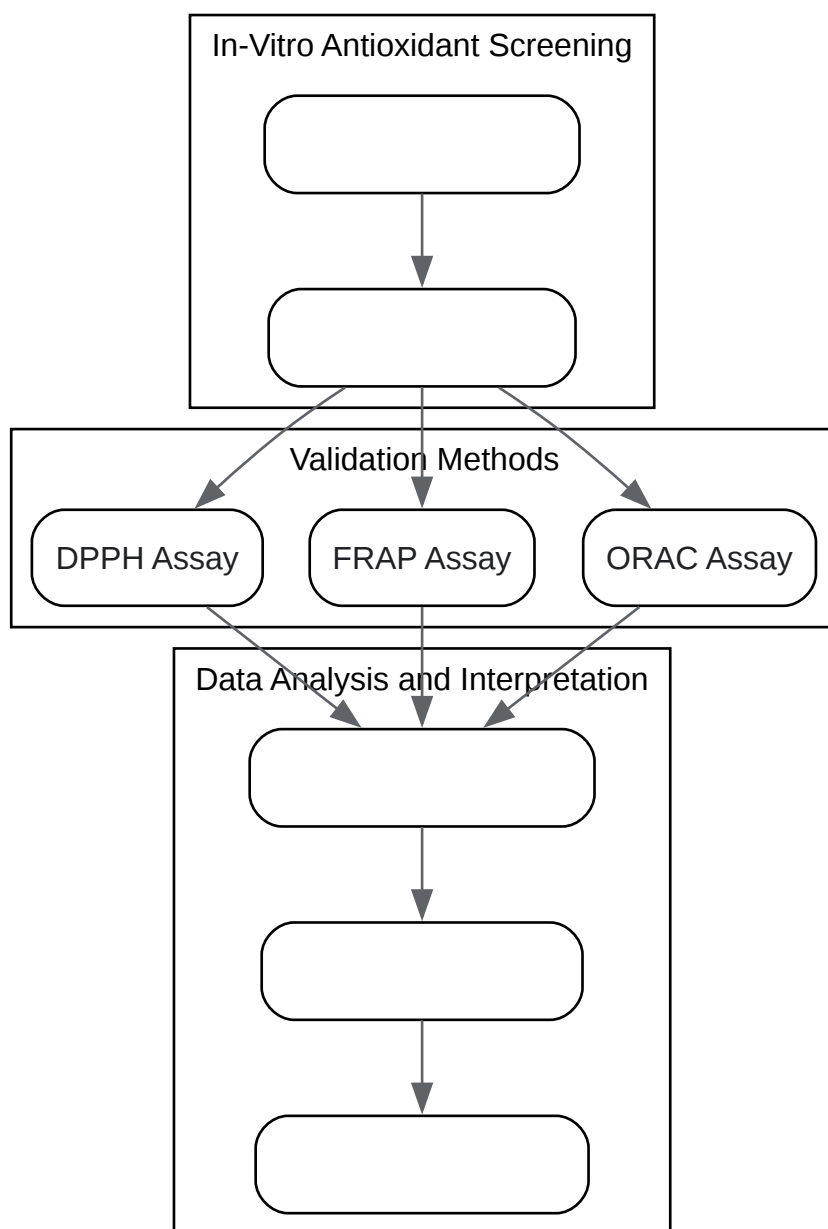 In-Vitro Antioxidant Screening
Validation Methods
DPPH Assay
FRAP Assay
ORAC Assay
Data Analysis and Interpretation